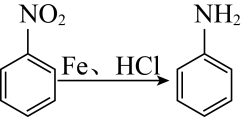 NO₂
NH₂
Fe、HCl